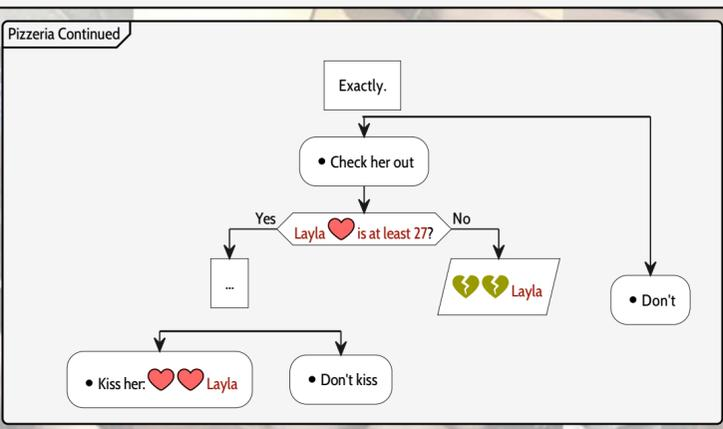 Pizzeria Continued
Exactly.
• Check her out
Yes
No
Layla ❤ is at least 27?
...
💔💔 Layla
• Don't
• Kiss her: ❤❤ Layla
• Don't kiss